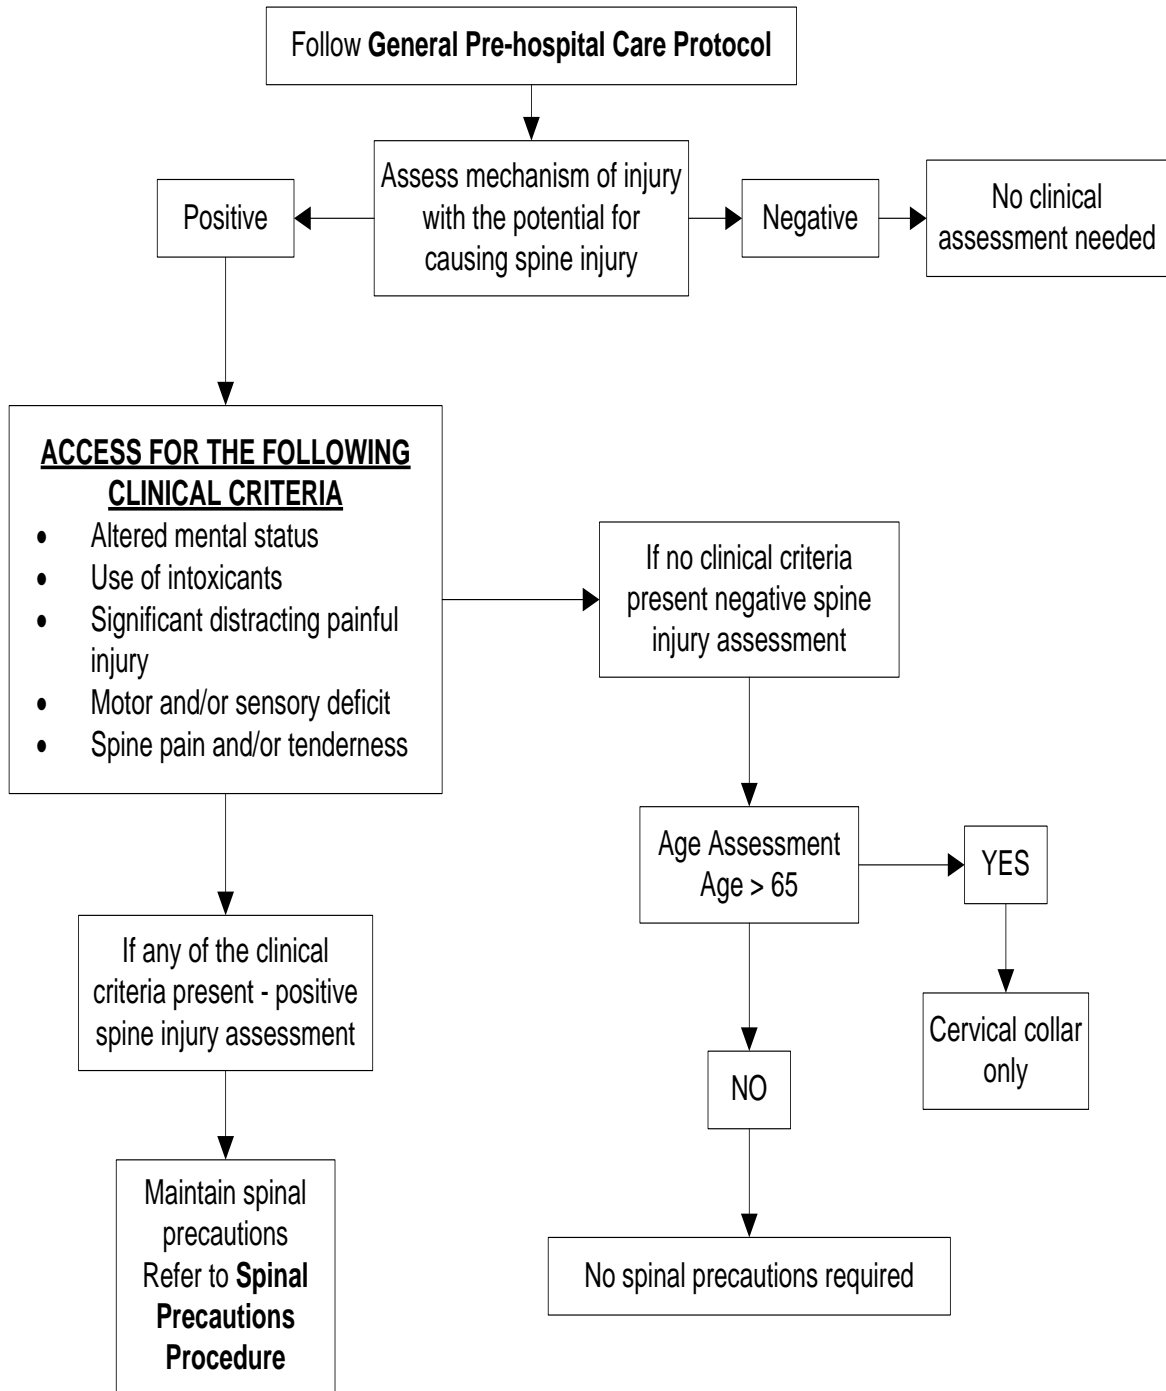 Follow General Pre-hospital Care Protocol
Assess mechanism of injury
with the potential for
causing spine injury
Positive
Negative
No clinical
assessment needed
ACCESS FOR THE FOLLOWING
CLINICAL CRITERIA
• Altered mental status
• Use of intoxicants
• Significant distracting painful
injury
• Motor and/or sensory deficit
• Spine pain and/or tenderness
If no clinical criteria
present negative spine
injury assessment
Age Assessment
Age > 65
YES
Cervical collar
only
If any of the clinical
criteria present - positive
spine injury assessment
NO
Maintain spinal
precautions
Refer to Spinal
Precautions
Procedure
No spinal precautions required